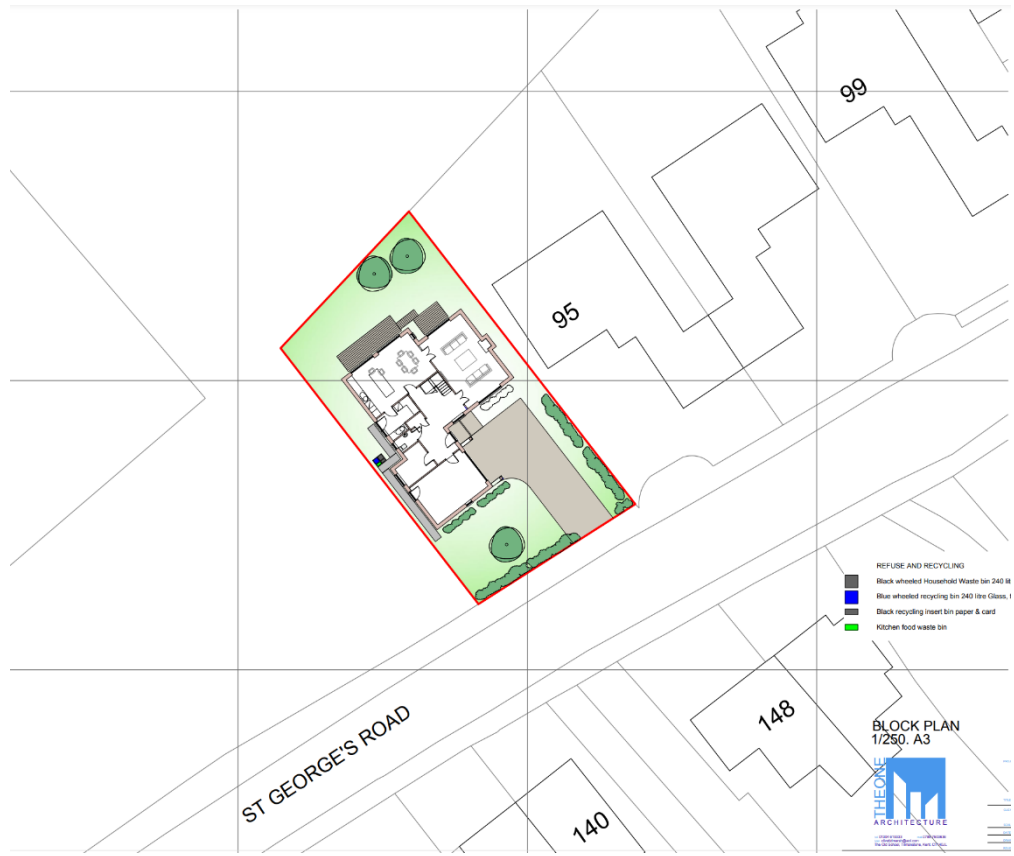 99
95
REFUSE AND RECYCLING
Black wheeled Household Waste bin 240 lit
Blue wheeled recycling bin 240 litre Glass,
Black recycling insert bin paper & card
Kitchen food waste bin
148
BLOCK PLAN
1/250. A3
ST GEORGE'S ROAD
THEONE
ARCHITECTURE
140